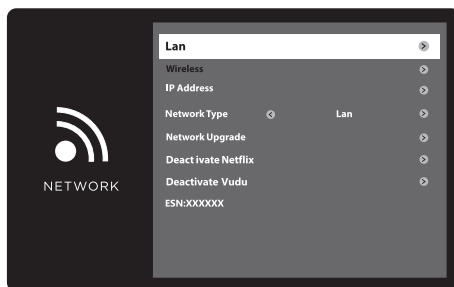 NETWORK
Lan
Wireless
IP Address
Network Type Lan
Network Upgrade
Deact ivate Netflix
Deactivate Vudu
ESN:XXXXXX